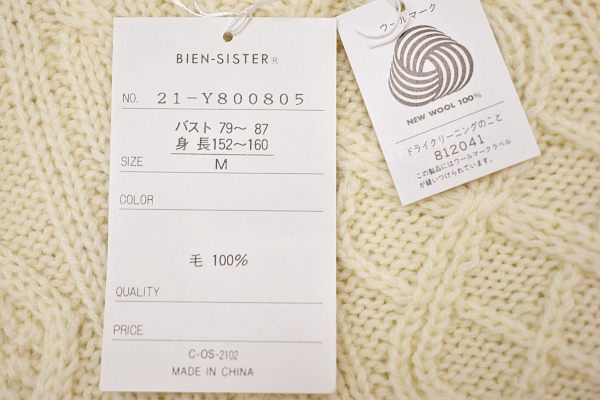 BIEN-SISTER®
NO. 21-Y800805
バスト 79〜 87
身 長152〜160
SIZE M
COLOR
毛 100%
QUALITY
PRICE
C-OS-2102
MADE IN CHINA
ウールマーク
NEW WOOL 100%
ドライクリーニングのこと
812041
この製品にはウールマークラベル
が縫いつけられています。